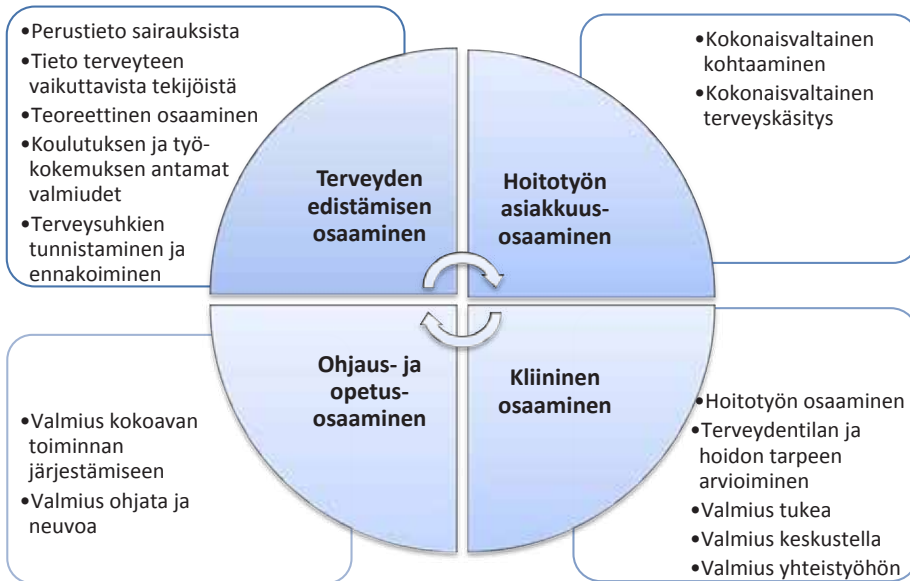 •Perustieto sairauksista
•Tieto terveyteen
vaikuttavista tekijöistä
•Teoreettinen osaaminen
•Koulutuksen ja työ-
kokemuksen antamat
valmiudet
•Terveysuhkien
tunnistaminen ja
ennakoiminen
Terveyden
edistämisen
osaaminen
Hoitotyön
asiakkuus-
osaaminen
•Kokonaisvaltainen
kohtaaminen
•Kokonaisvaltainen
terveyskäsitys
•Valmius kokoavan
toiminnan
järjestämiseen
•Valmius ohjata ja
neuvoa
Ohjaus- ja
opetus-
osaaminen
Kliininen
osaaminen
•Hoitotyön osaaminen
•Terveydentilan ja
hoidon tarpeen
arvioiminen
•Valmius tukea
•Valmius keskustella
•Valmius yhteistyöhön